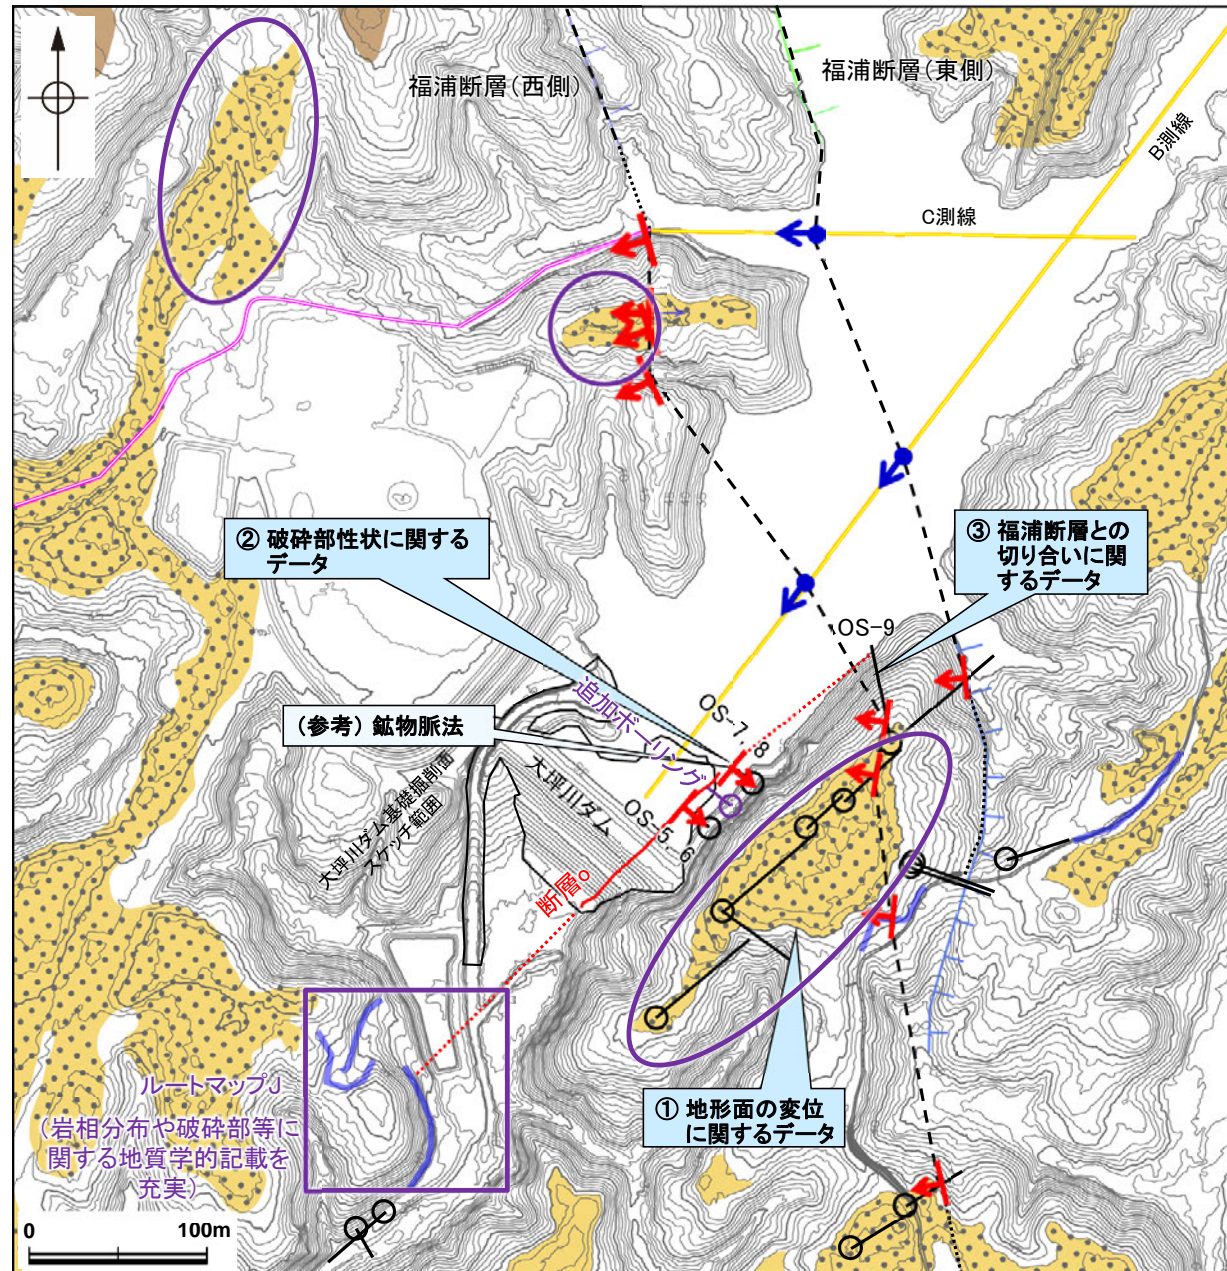 福浦断層(西側)
福浦断層(東側)
B測線
C測線
② 破砕部性状に関する
データ
③ 福浦断層との
切り合いに関
するデータ
OS-9
(参考) 鉱物脈法
追加ボーリング
OS-7, 8
OS-5, 6
大坪川ダム
大坪川ダム基礎掘削面
スケッチ範囲
断層o
① 地形面の変位
に関するデータ
ルートマップJ
(岩相分布や破砕部等に
関する地質学的記載を
充実)
0 100m